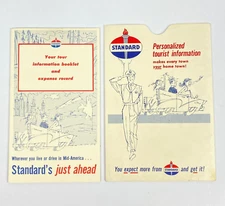 Your tour
information booklet
and
expense record
Wherever you live or drive in Mid-America . . .
Standard's just ahead
STANDARD
Personalized
tourist information
makes every town
your home town!
You expect more from STANDARD and get it!